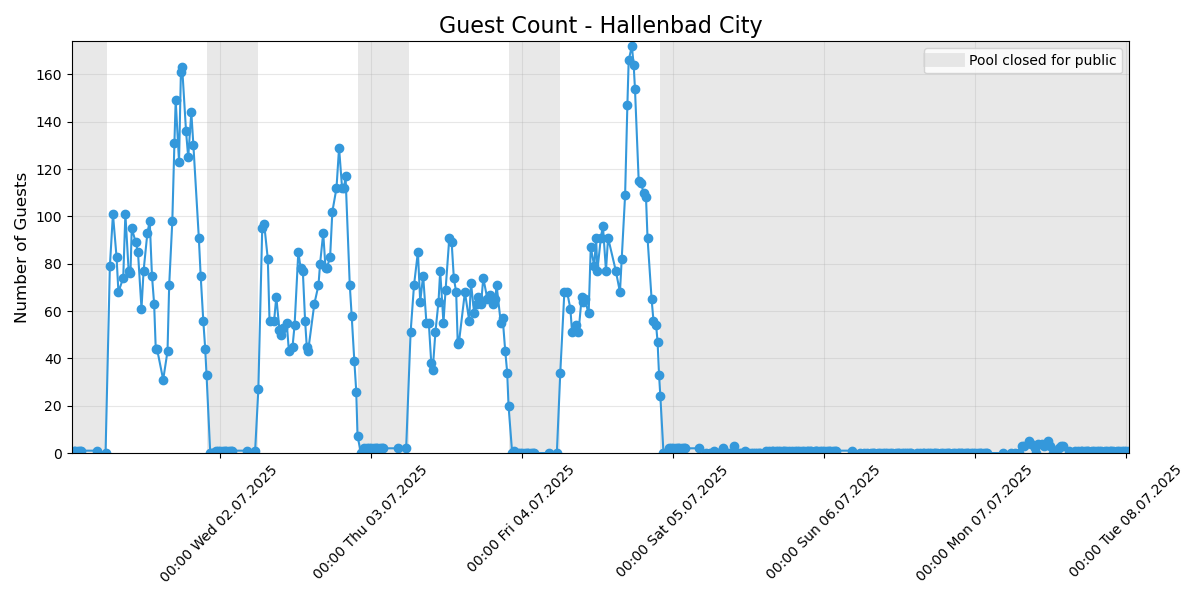 Guest Count - Hallenbad City
Pool closed for public
Number of Guests
160
140
120
100
80
60
40
20
0
00:00 Wed 02.07.2025
00:00 Thu 03.07.2025
00:00 Fri 04.07.2025
00:00 Sat 05.07.2025
00:00 Sun 06.07.2025
00:00 Mon 07.07.2025
00:00 Tue 08.07.2025